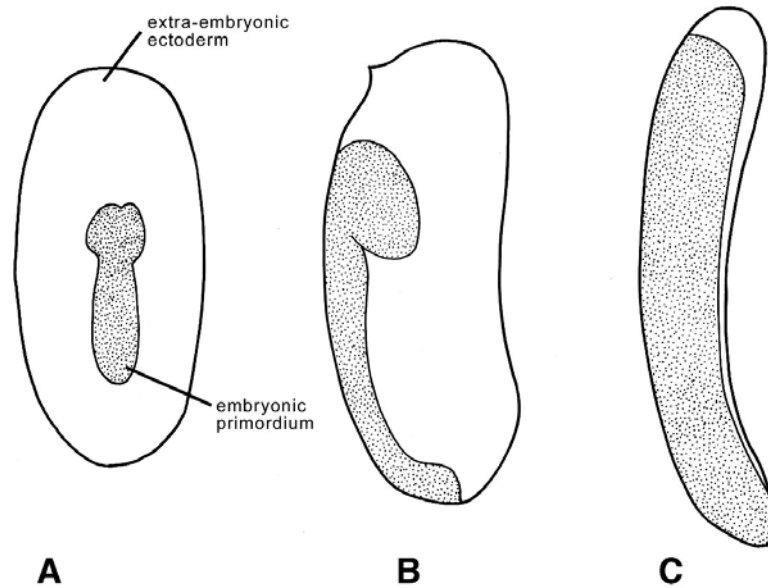 extra-embryonic
ectoderm
embryonic
primordium
A
B
C